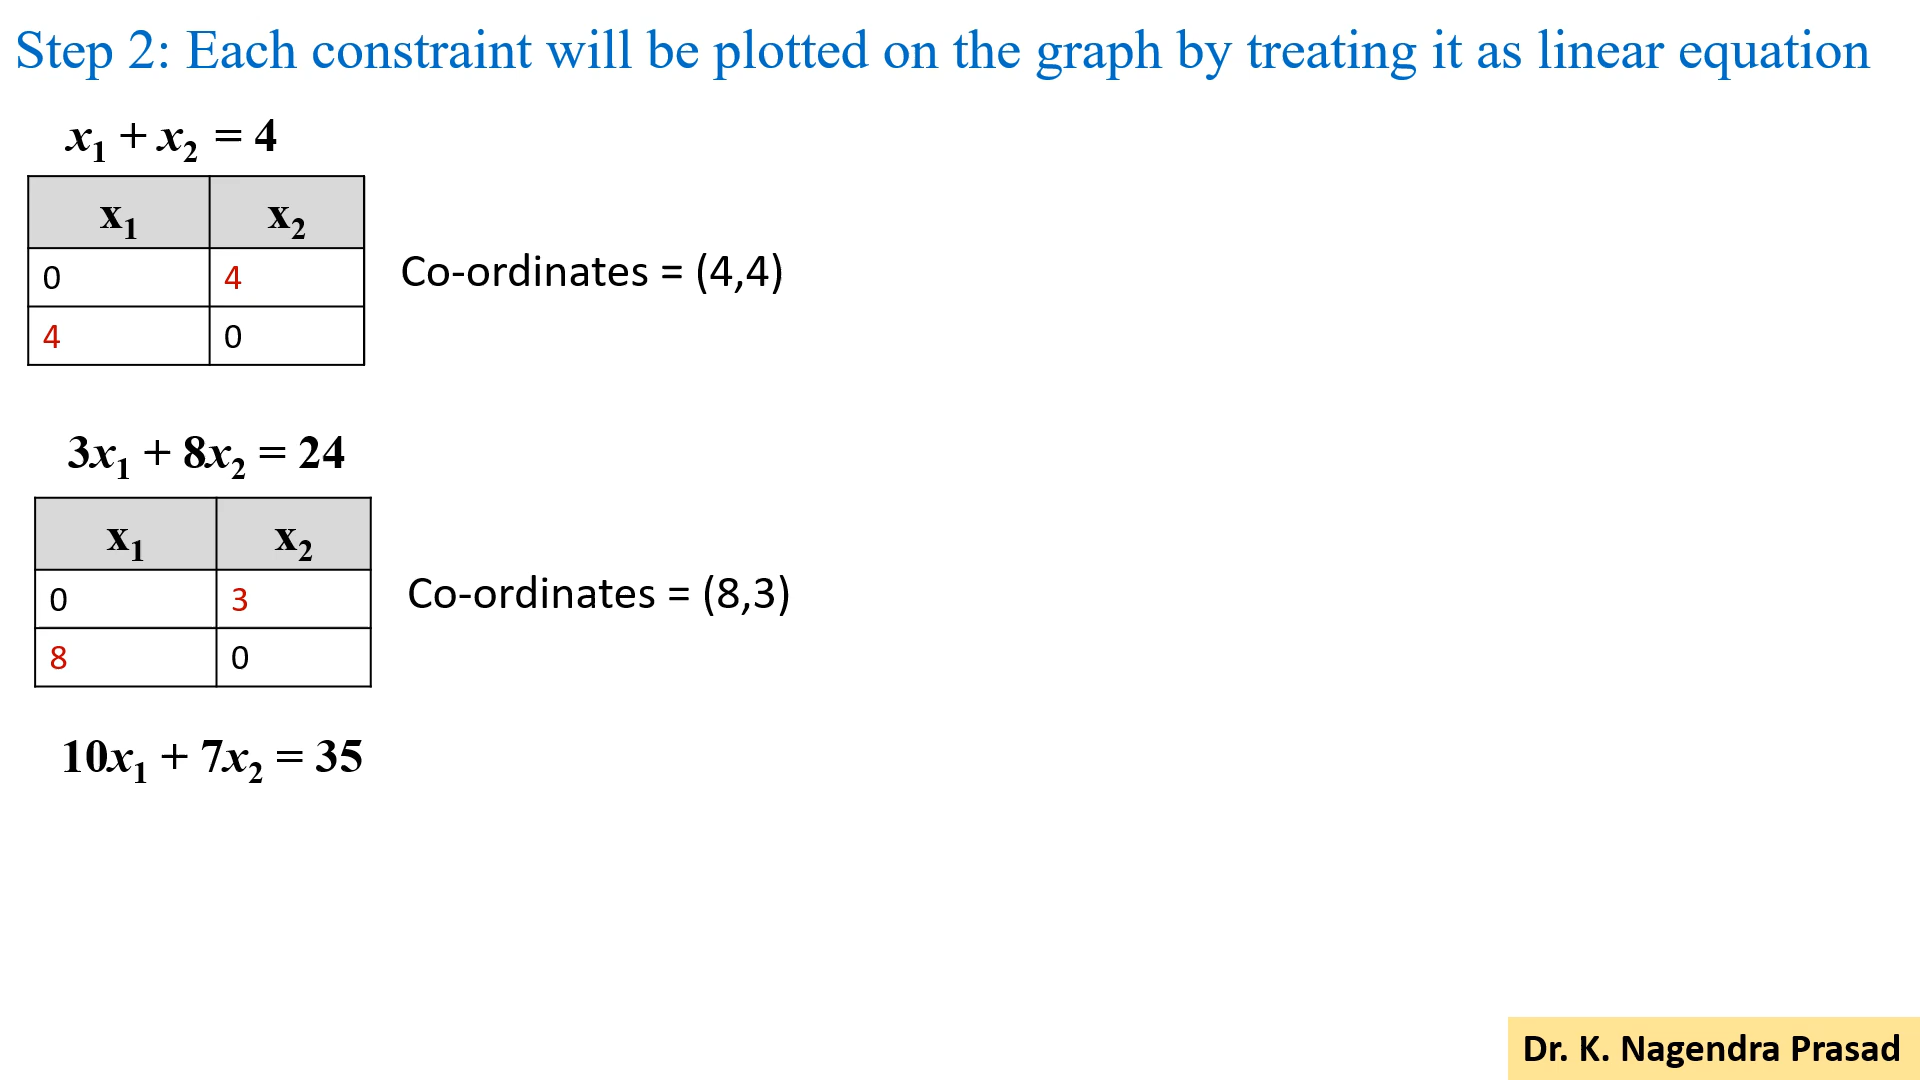 Step 2: Each constraint will be plotted on the graph by treating it as linear equation
x₁ + x₂ = 4
x₁ x₂
0 4
4 0
Co-ordinates = (4,4)
3x₁ + 8x₂ = 24
x₁ x₂
0 3
8 0
Co-ordinates = (8,3)
10x₁ + 7x₂ = 35
Dr. K. Nagendra Prasad